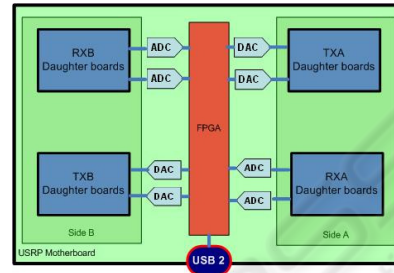 RXB
Daughter boards
ADC
ADC
DAC
DAC
TXA
Daughter boards
FPGA
TXB
Daughter boards
DAC
DAC
ADC
ADC
RXA
Daughter boards
Side B
Side A
USRP Motherboard
USB 2